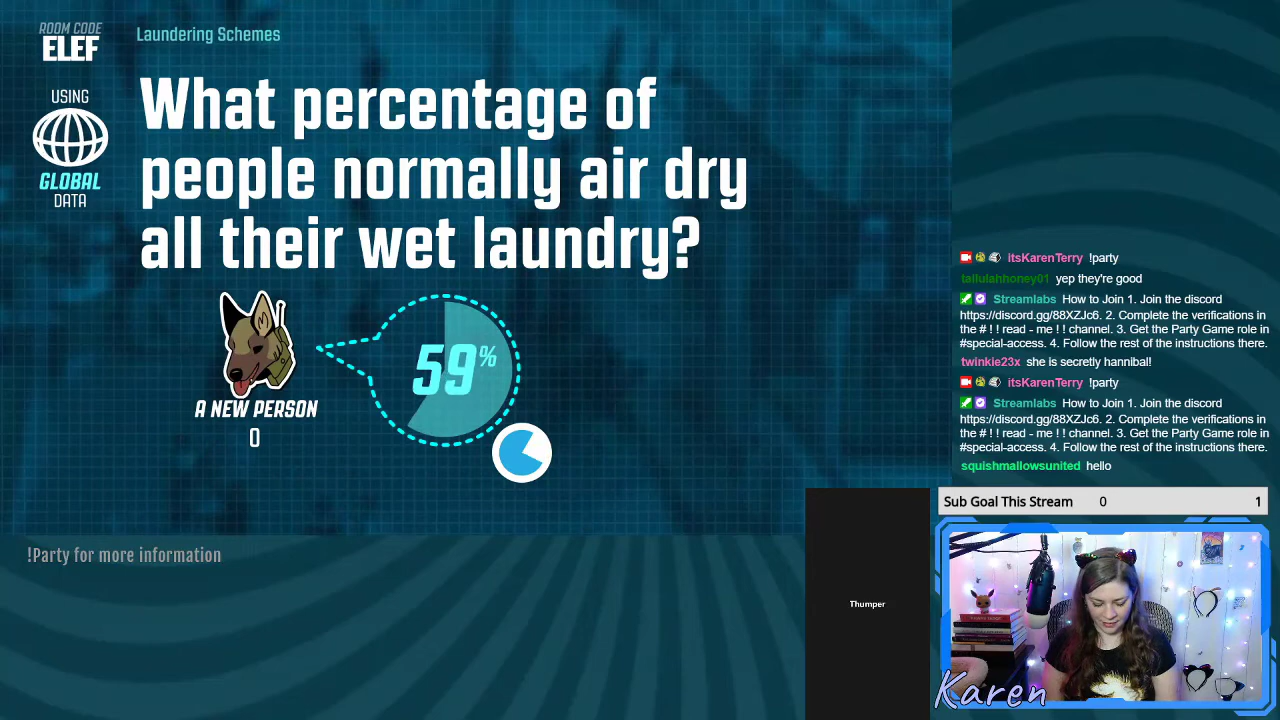 ROOM CODE
ELEF
USING
GLOBAL
DATA
Laundering Schemes
What percentage of
people normally air dry
all their wet laundry?
59%
A NEW PERSON
0
!Party for more information
itsKarenTerry !party
tallulahhoney01 yep they're good
Streamlabs How to Join 1. Join the discord
https://discord.gg/88XZJc6. 2. Complete the verifications
in the # ! ! read - me ! ! channel. 3. Get the Party Game role in
#special-access. 4. Follow the rest of the instructions there.
twinkie23x she is secretly hannibal!
itsKarenTerry !party
Streamlabs How to Join 1. Join the discord
https://discord.gg/88XZJc6. 2. Complete the verifications
in the # ! ! read - me ! ! channel. 3. Get the Party Game role in
#special-access. 4. Follow the rest of the instructions there.
squishmallowsunited hello
Sub Goal This Stream 0 1
Thumper
Karen